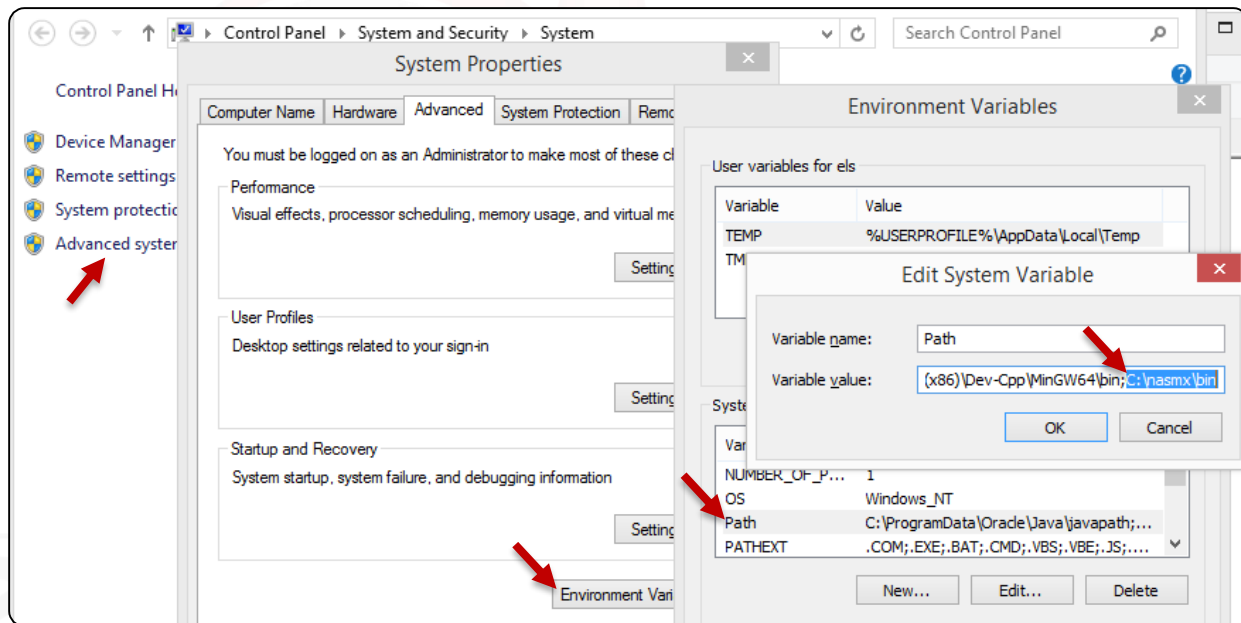 Control Panel System and Security System
Search Control Panel
System Properties
Control Panel H
Computer Name Hardware Advanced System Protection Remo
Device Manager
Remote settings
System protectio
Advanced syster
You must be logged on as an Administrator to make most of these cl
Performance
Visual effects, processor scheduling, memory usage, and virtual me
Setting
User Profiles
Desktop settings related to your sign-in
Setting
Startup and Recovery
System startup, system failure, and debugging information
Setting
Environment Vari
Environment Variables
User variables for els
Variable Value
TEMP %USERPROFILE%\AppData\Local\Temp
TM
Edit System Variable
Variable name: Path
Variable value: (x86)\Dev-Cpp\MinGW64\bin;C:\nasmx\bin
OK Cancel
Syste
Var
NUMBER_OF_P... 1
OS Windows_NT
Path C:\ProgramData\Oracle\Java\javapath;...
PATHEXT .COM;.EXE;.BAT;.CMD;.VBS;.VBE;.JS;....
New... Edit... Delete